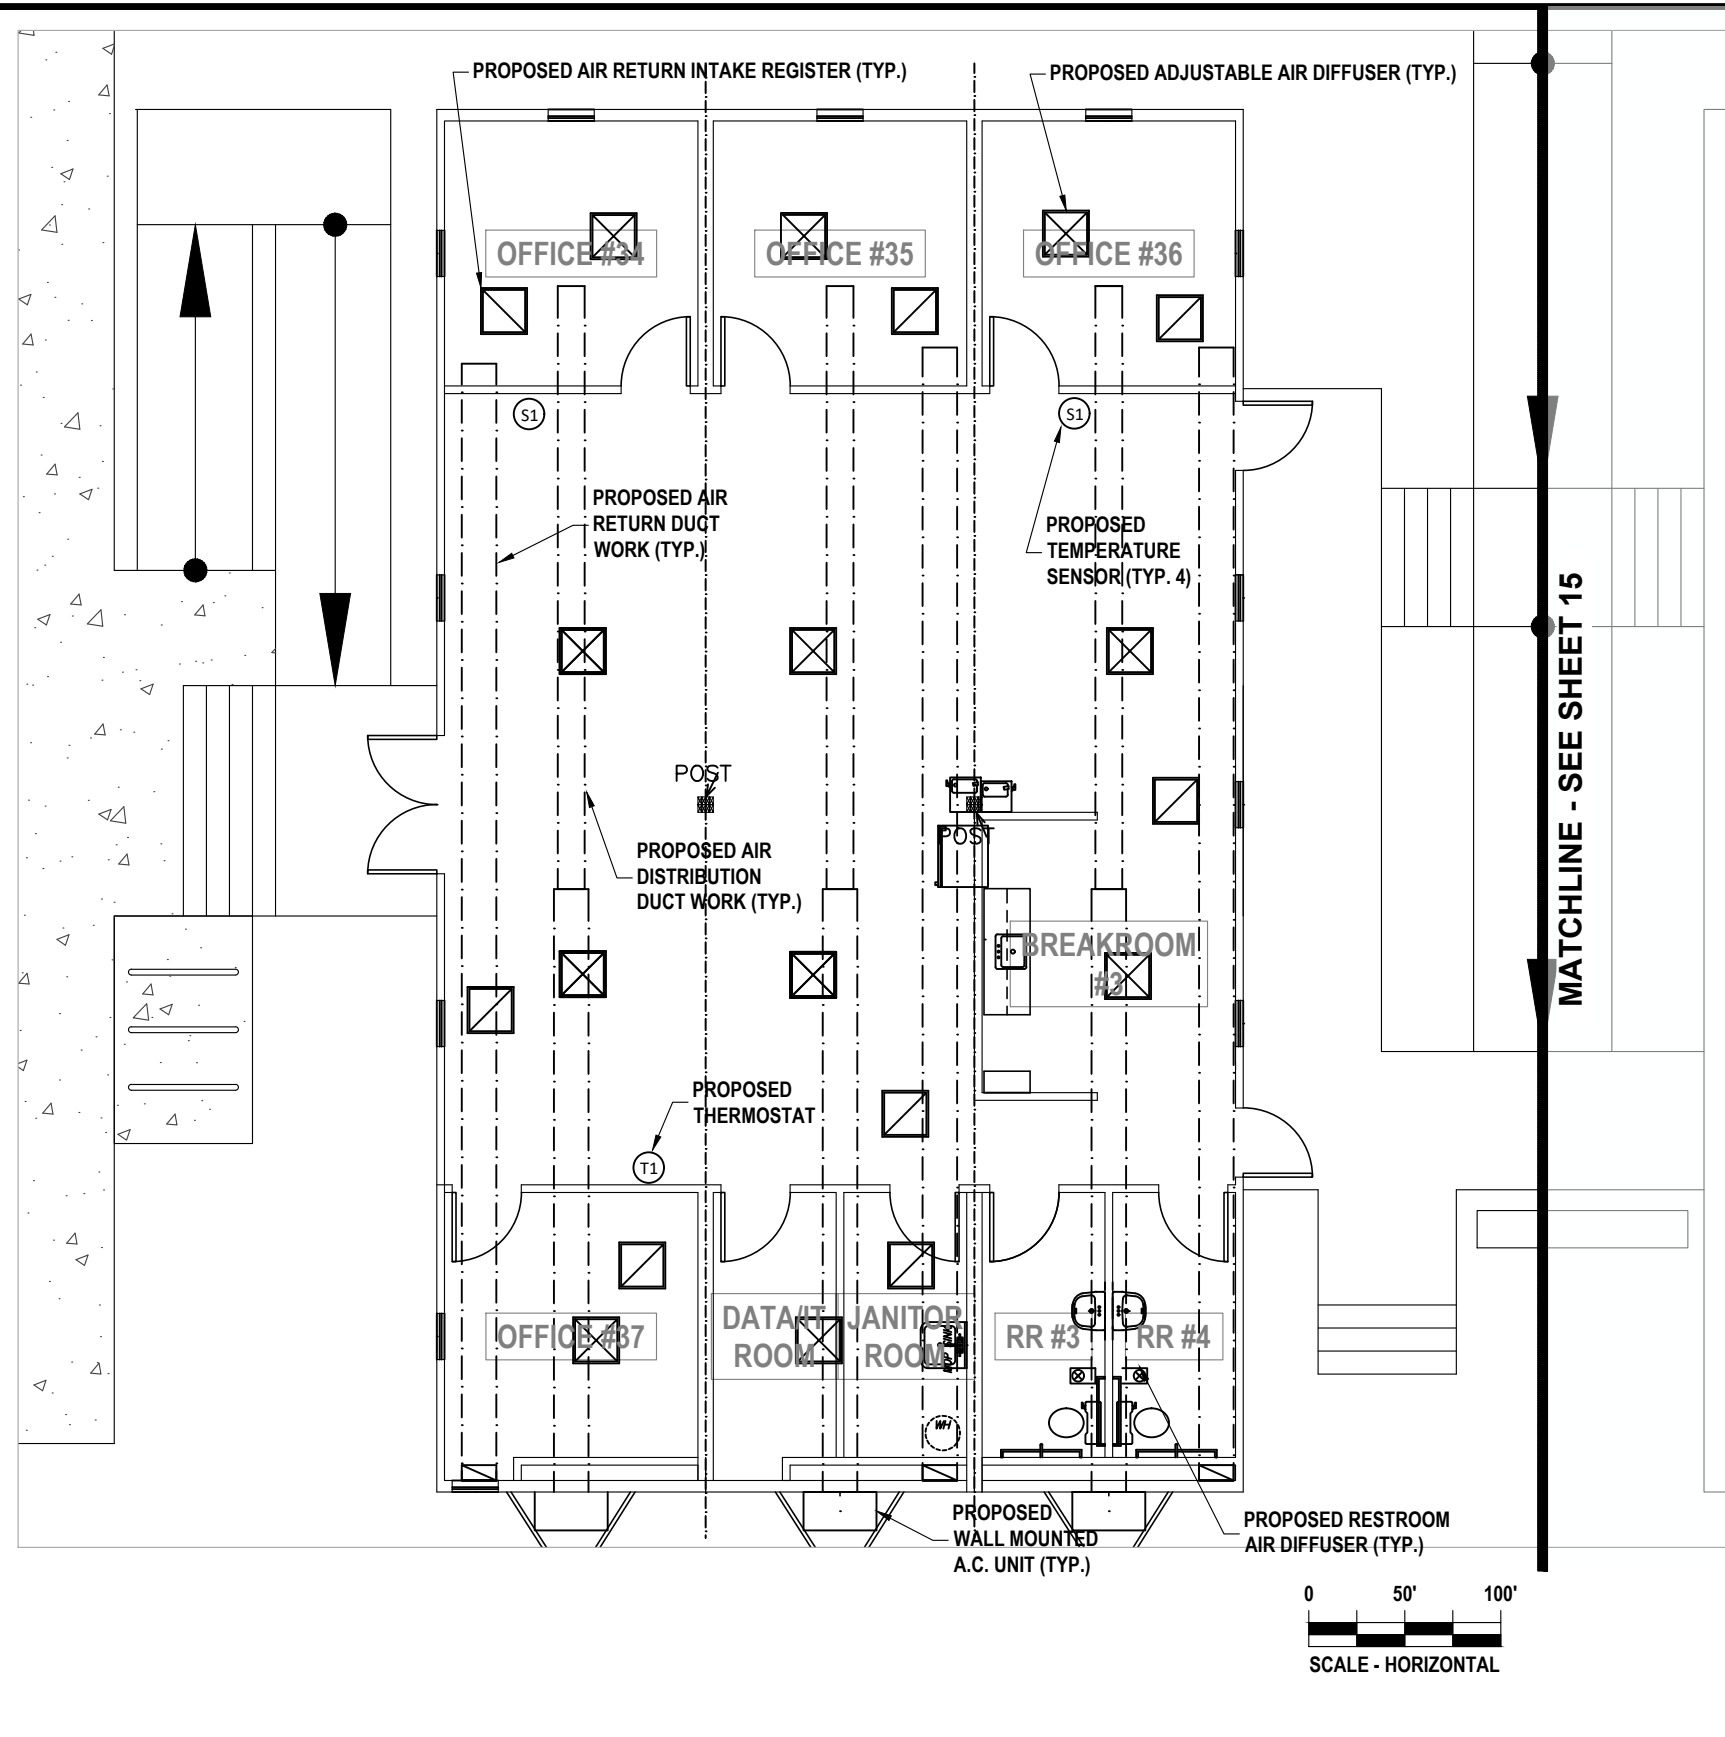 PROPOSED AIR RETURN INTAKE REGISTER (TYP.)
PROPOSED ADJUSTABLE AIR DIFFUSER (TYP.)
OFFICE #34
OFFICE #35
OFFICE #36
S1
S1
PROPOSED AIR
RETURN DUCT
WORK (TYP.)
PROPOSED
TEMPERATURE
SENSOR (TYP. 4)
MATCHLINE - SEE SHEET 15
POST
POST
PROPOSED AIR
DISTRIBUTION
DUCT WORK (TYP.)
BREAKROOM
#3
PROPOSED
THERMOSTAT
T1
OFFICE #37
DATA/IT
ROOM
JANITOR
ROOM
MOP SINK
RR #3
RR #4
WH
PROPOSED
WALL MOUNTED
A.C. UNIT (TYP.)
PROPOSED RESTROOM
AIR DIFFUSER (TYP.)
0 50' 100'
SCALE - HORIZONTAL